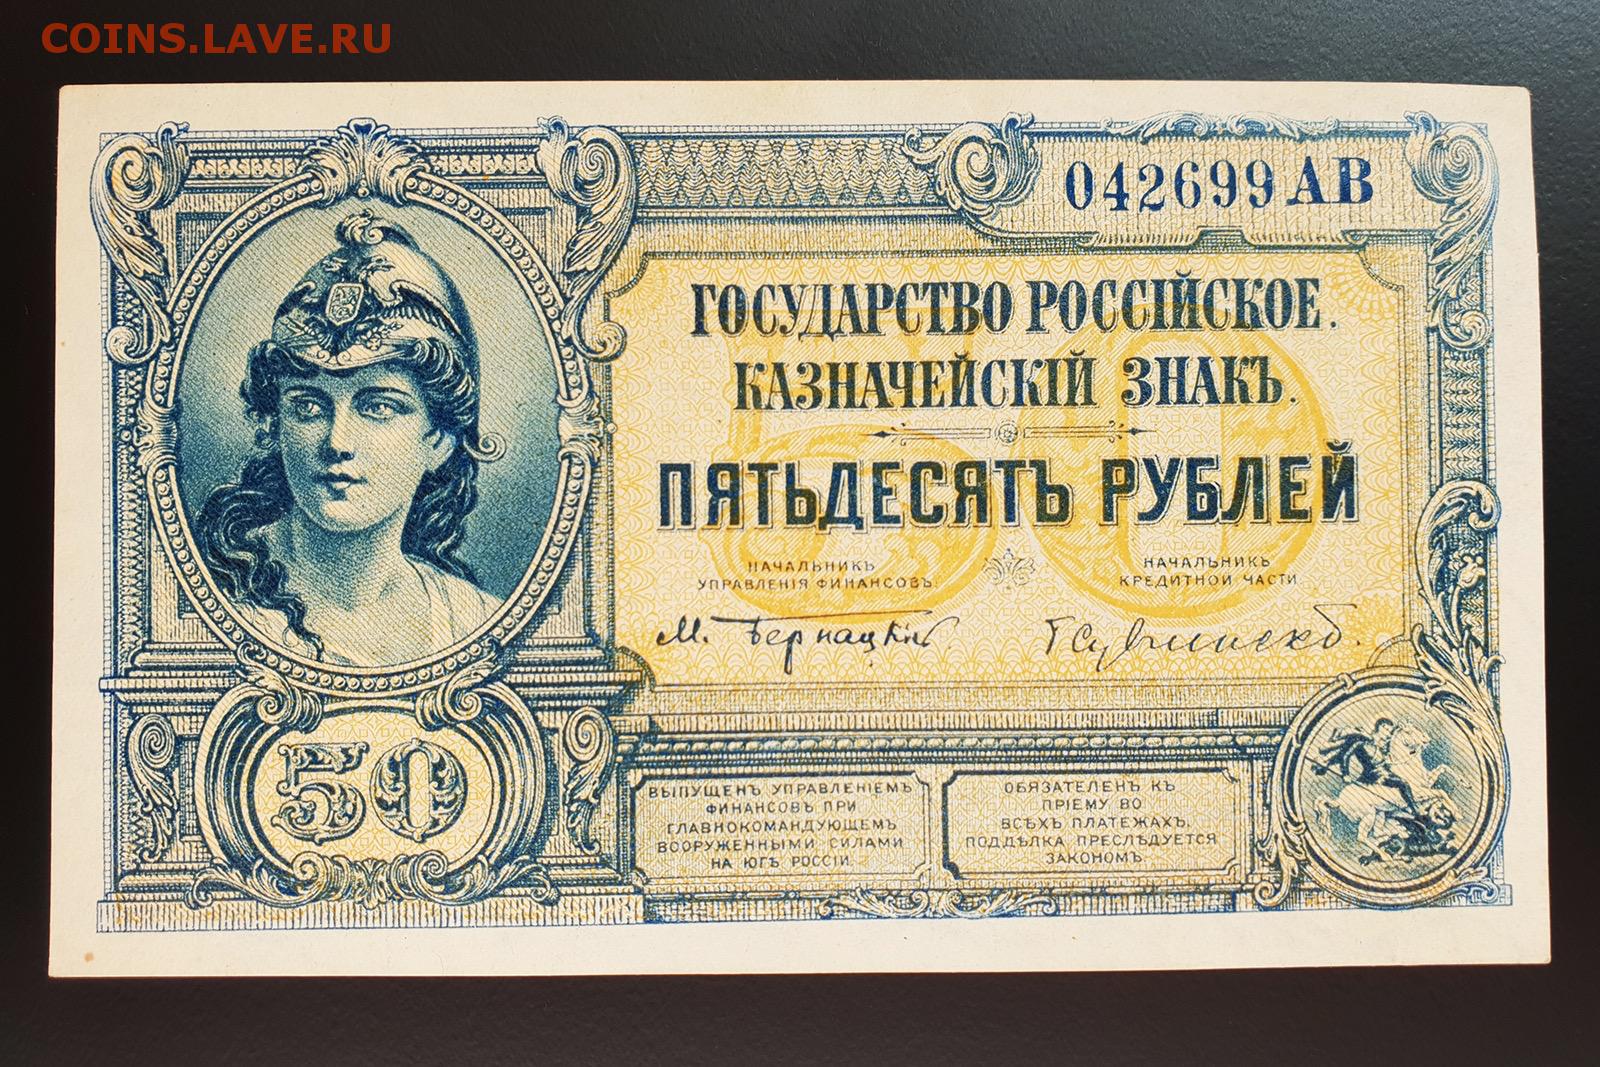 COINS.LAVE.RU
042699 АВ
ГОСУДАРСТВО РОССІЙСКОЕ.
КАЗНАЧЕЙСКІЙ ЗНАКЪ.
ПЯТЬДЕСЯТЪ РУБЛЕЙ
НАЧАЛЬНИКЪ
УПРАВЛЕНІЯ ФИНАНСОВЪ
НАЧАЛЬНИКЪ
КРЕДИТНОЙ ЧАСТИ
М. Бернацкій
50
50
ВЫПУЩЕНЪ УПРАВЛЕНІЕМЪ
ФИНАНСОВЪ ПРИ
ГЛАВНОКОМАНДУЮЩЕМЪ
ВООРУЖЕННЫМИ СИЛАМИ
НА ЮГѢ РОССІИ.
ОБЯЗАТЕЛЕНЪ КЪ
ПРІЕМУ ВО
ВСѢХЪ ПЛАТЕЖАХЪ.
ПОДДѢЛКА ПРЕСЛѢДУЕТСЯ
ЗАКОНОМЪ.